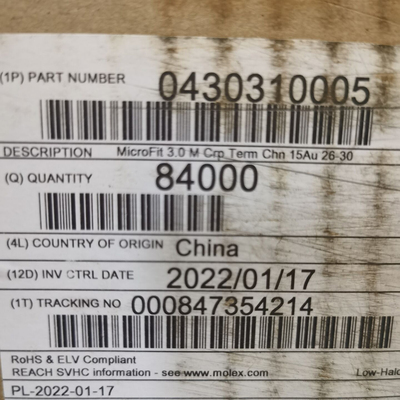 (1P) PART NUMBER 0430310005
DESCRIPTION MicroFit 3.0 M Crp Term Chn 15Au 26-30
(Q) QUANTITY 84000
(4L) COUNTRY OF ORIGIN China
(12D) INV CTRL DATE 2022/01/17
(1T) TRACKING NO 000847354214
RoHS & ELV Compliant
REACH SVHC information - see www.molex.com Low-Halo
PL-2022-01-17